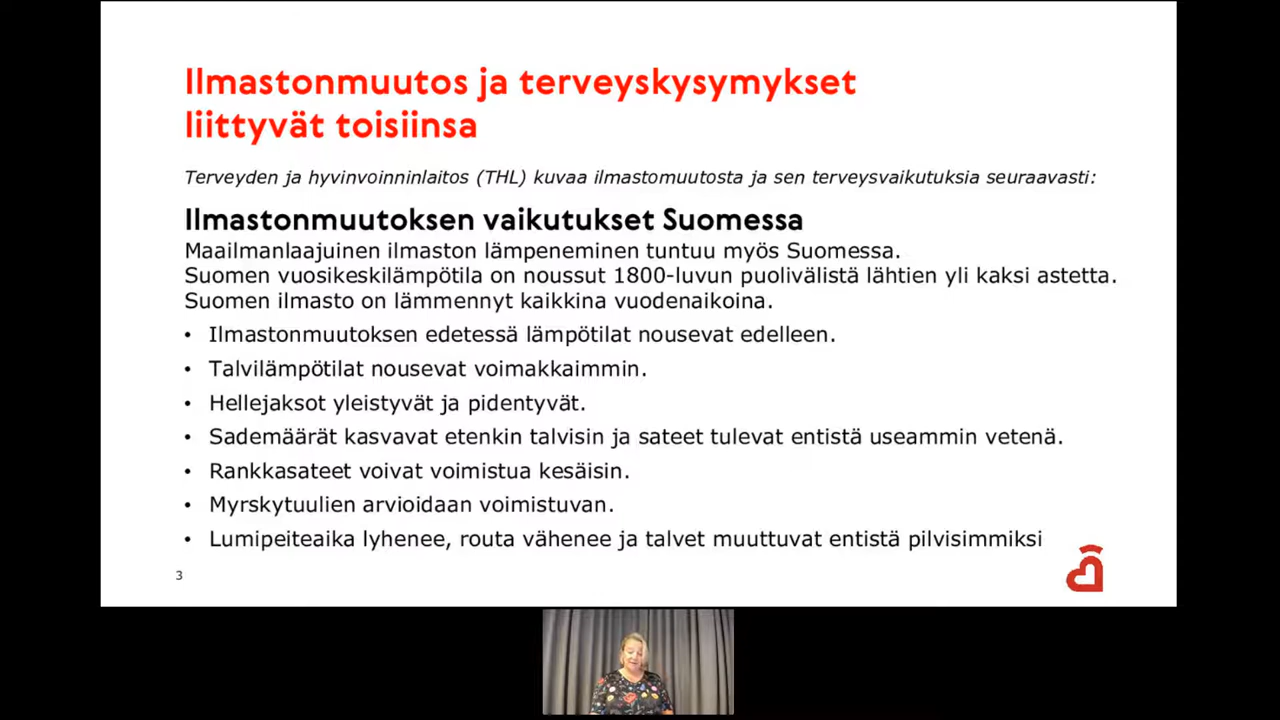 Ilmastonmuutos ja terveyskysymykset
liittyvät toisiinsa
Terveyden ja hyvinvoinninlaitos (THL) kuvaa ilmastomuutosta ja sen terveysvaikutuksia seuraavasti:
Ilmastonmuutoksen vaikutukset Suomessa
Maailmanlaajuinen ilmaston lämpeneminen tuntuu myös Suomessa.
Suomen vuosikeskilämpötila on noussut 1800-luvun puolivälistä lähtien yli kaksi astetta.
Suomen ilmasto on lämmennyt kaikkina vuodenaikoina.
• Ilmastonmuutoksen edetessä lämpötilat nousevat edelleen.
• Talvilämpötilat nousevat voimakkaimmin.
• Hellejaksot yleistyvät ja pidentyvät.
• Sademäärät kasvavat etenkin talvisin ja sateet tulevat entistä useammin vetenä.
• Rankkasateet voivat voimistua kesäisin.
• Myrskytuulien arvioidaan voimistuvan.
• Lumipeiteaika lyhenee, routa vähenee ja talvet muuttuvat entistä pilvisimmiksi
3